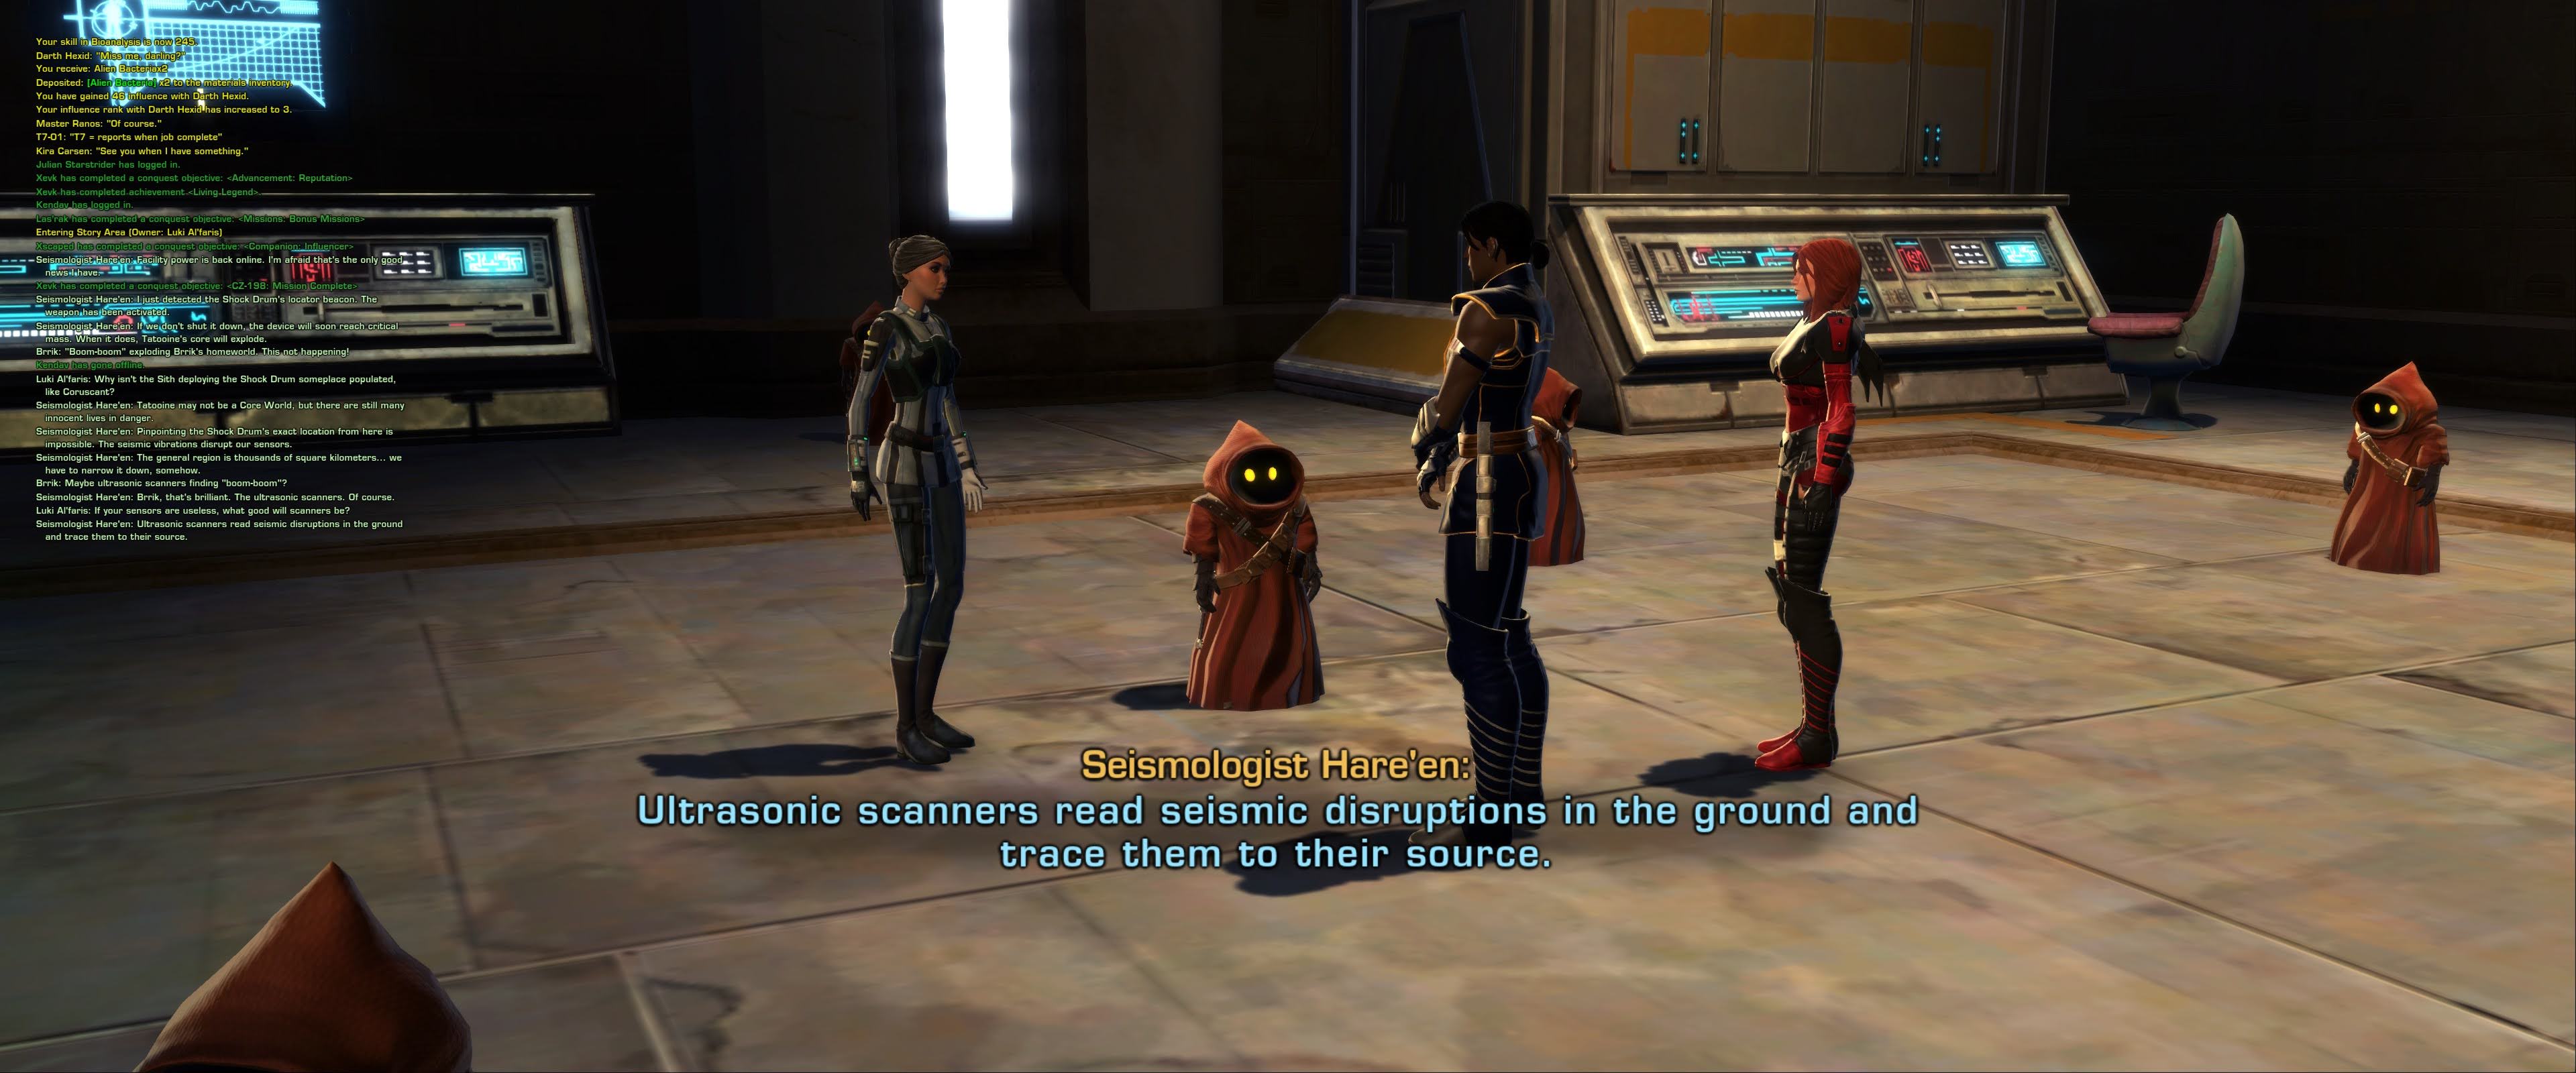 Your skill in Bioanalysis is now 245.
Darth Hexid: "Miss me, darling?"
You receive: Alien Bacteriax2
Deposited: [Alien Bacteria] x2 to the materials inventory.
You have gained 46 influence with Darth Hexid.
Your influence rank with Darth Hexid has increased to 3.
Master Ranos: "Of course."
T7-01: "T7 = reports when job complete"
Kira Carsen: "See you when I have something."
Julian Starstrider has logged in.
Xevk has completed a conquest objective: <Advancement: Reputation>
Xevk has completed achievement <Living Legend>
Kendav has logged in.
Las'rak has completed a conquest objective: <Missions: Bonus Missions>
Entering Story Area (Owner: Luki Al'faris)
Xscaped has completed a conquest objective: <Companion: Influencer>
Seismologist Hare'en: Facility power is back online. I'm afraid that's the only good
news I have.
Xevk has completed a conquest objective: <CZ-198: Mission Complete>
Seismologist Hare'en: I just detected the Shock Drum's locator beacon. The
weapon has been activated.
Seismologist Hare'en: If we don't shut it down, the device will soon reach critical
mass. When it does, Tatooine's core will explode.
Brrik: "Boom-boom" exploding Brrik's homeworld. This not happening!
Kendav has gone offline.
Luki Al'faris: Why isn't the Sith deploying the Shock Drum someplace populated,
like Coruscant?
Seismologist Hare'en: Tatooine may not be a Core World, but there are still many
innocent lives in danger.
Seismologist Hare'en: Pinpointing the Shock Drum's exact location from here is
impossible. The seismic vibrations disrupt our sensors.
Seismologist Hare'en: The general region is thousands of square kilometers... we
have to narrow it down, somehow.
Brrik: Maybe ultrasonic scanners finding "boom-boom"?
Seismologist Hare'en: Brrik, that's brilliant. The ultrasonic scanners. Of course.
Luki Al'faris: If your sensors are useless, what good will scanners be?
Seismologist Hare'en: Ultrasonic scanners read seismic disruptions in the ground
and trace them to their source.
Seismologist Hare'en:
Ultrasonic scanners read seismic disruptions in the ground and
trace them to their source.